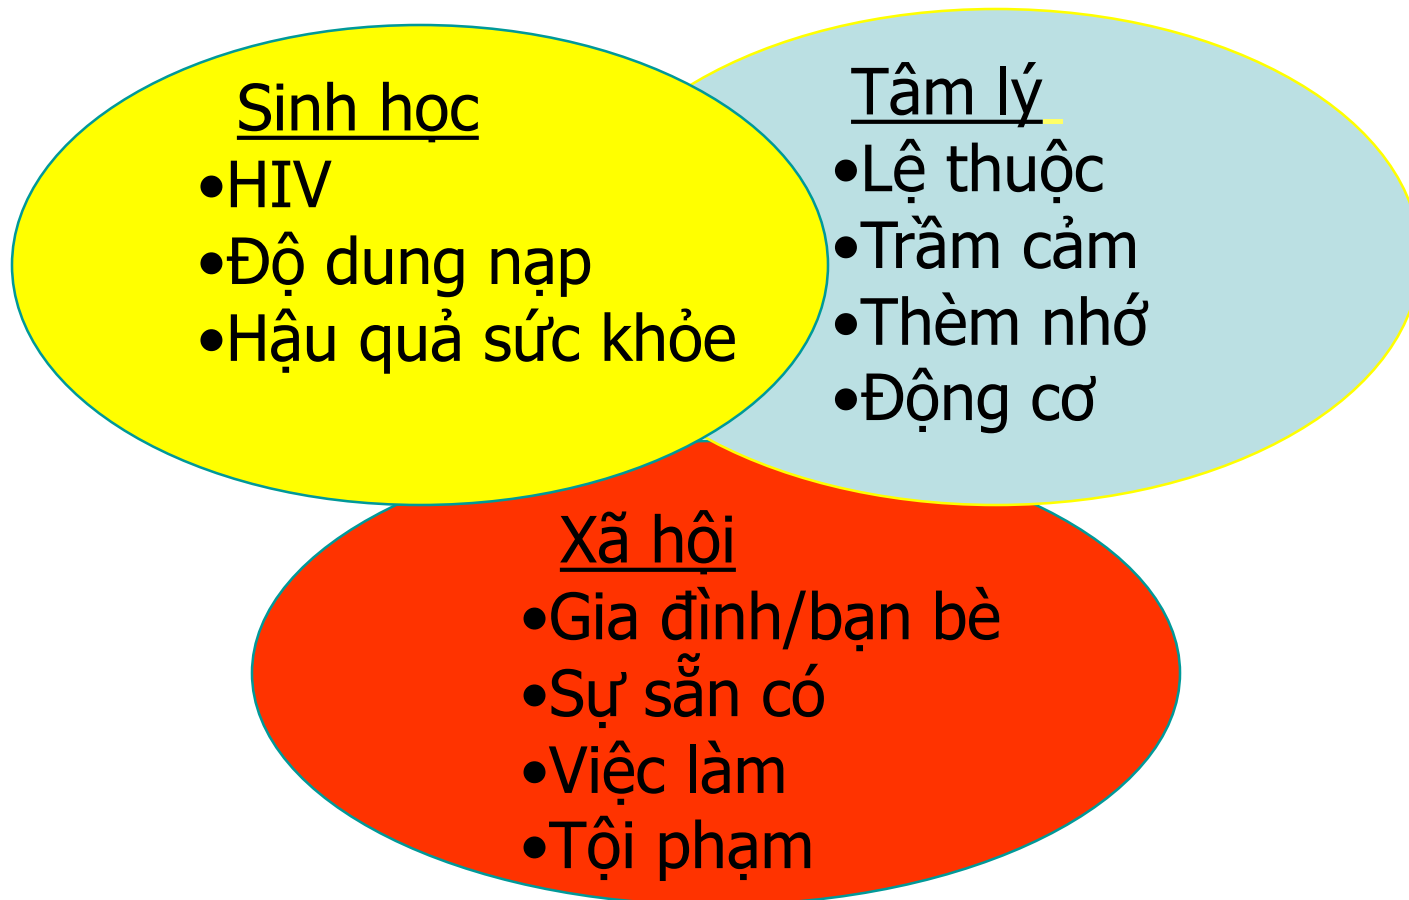 Sinh học
•HIV
•Độ dung nạp
•Hậu quả sức khỏe
Tâm lý
•Lệ thuộc
•Trầm cảm
•Thèm nhớ
•Động cơ
Xã hội
•Gia đình/bạn bè
•Sự sẵn có
•Việc làm
•Tội phạm